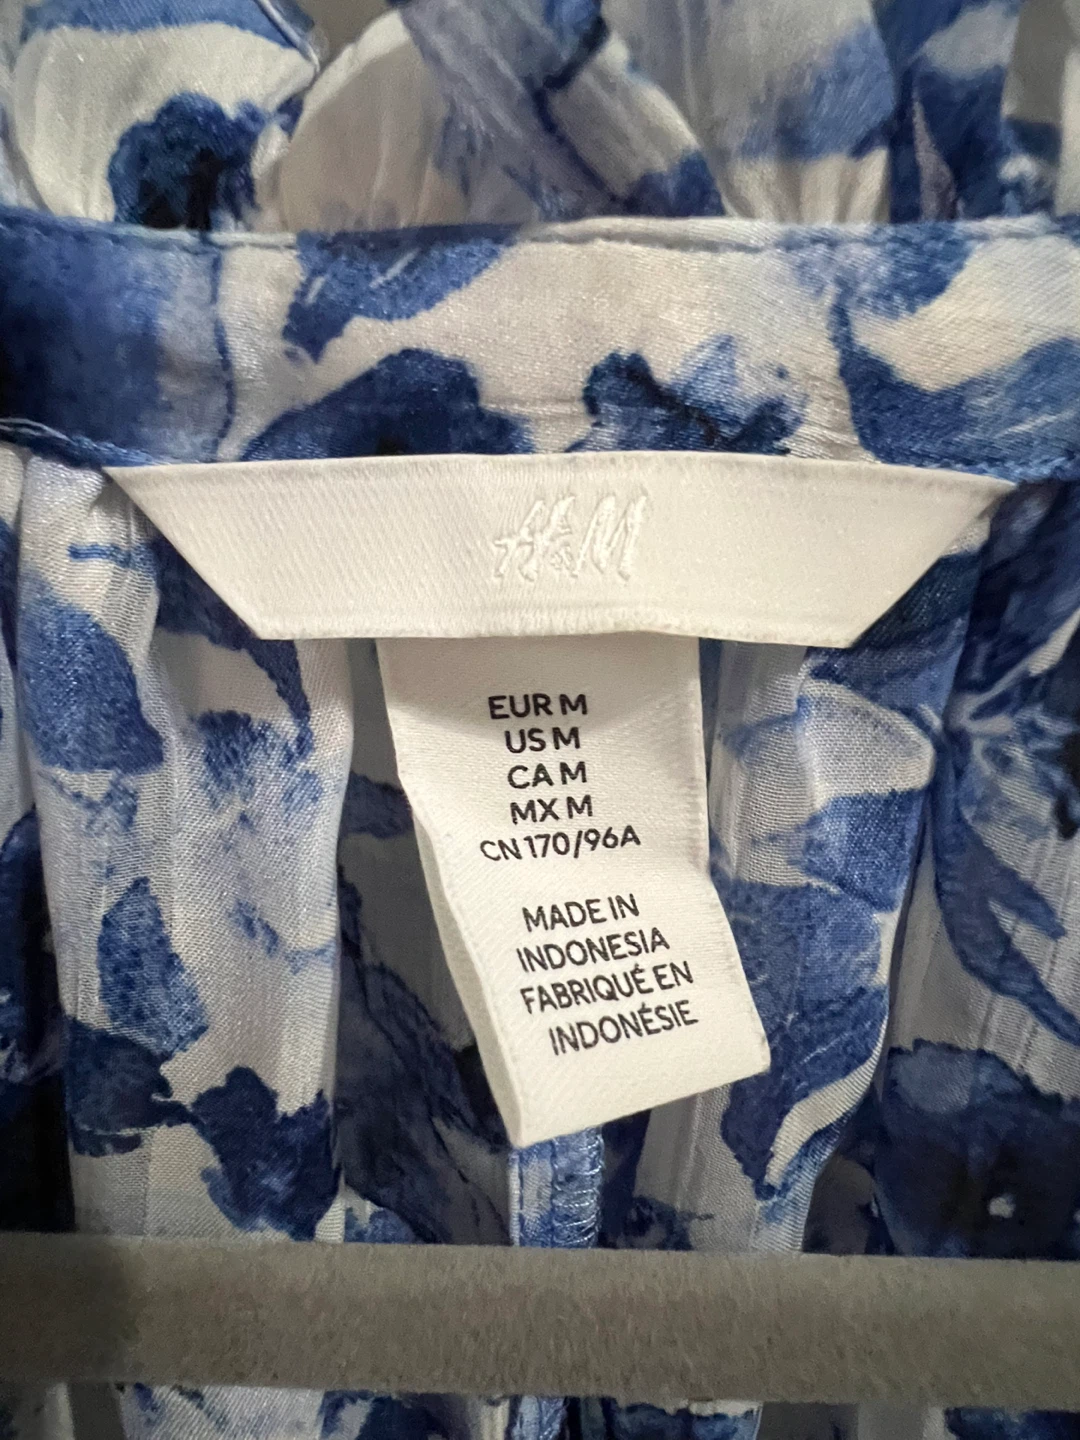 H&M
EUR M
US M
CA M
MX M
CN 170/96A
MADE IN
INDONESIA
FABRIQUÉ EN
INDONÉSIE